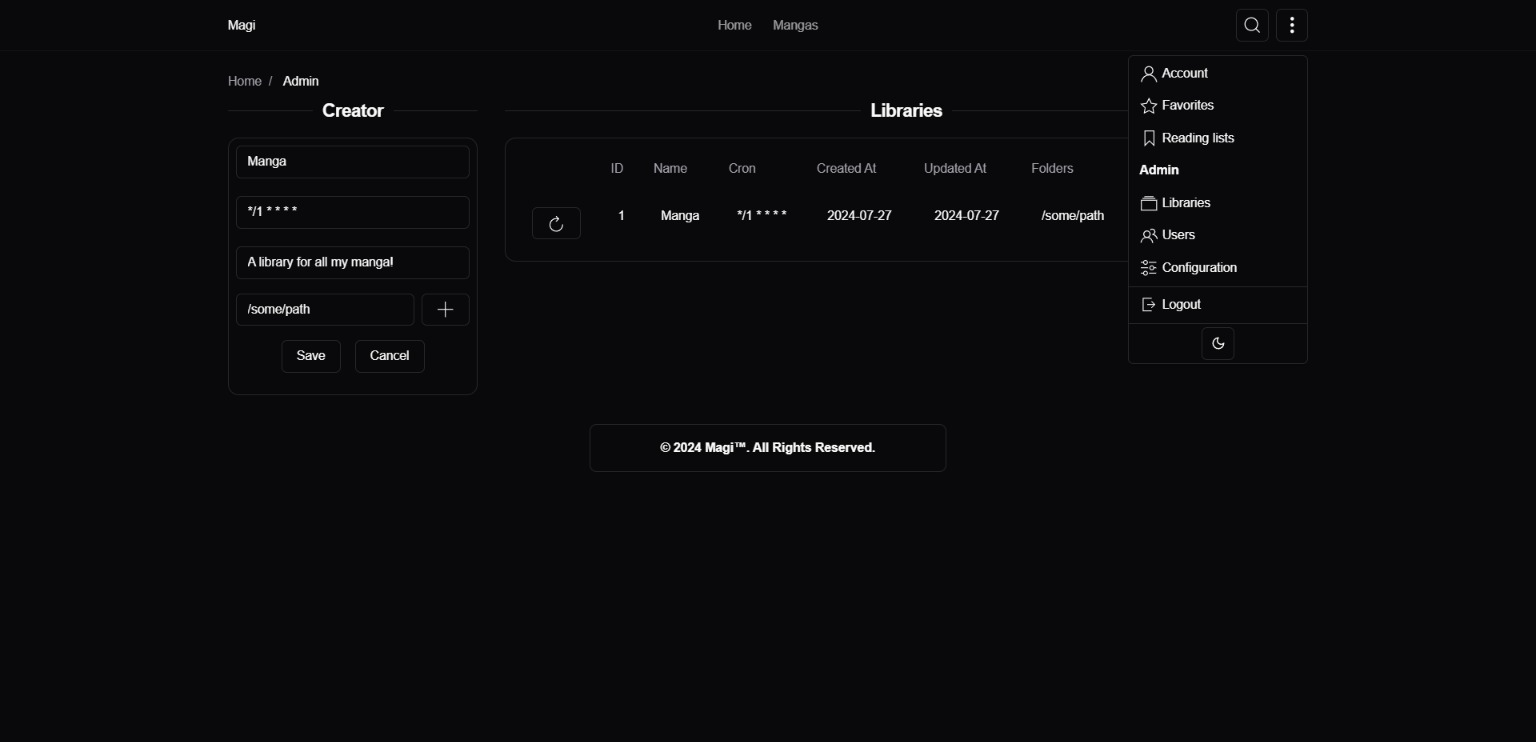 Magi
Home Mangas
Home / Admin
Creator
Manga
*/1 * * * *
A library for all my manga!
/some/path
Save Cancel
Libraries
ID Name Cron Created At Updated At Folders
1 Manga */1 * * * * 2024-07-27 2024-07-27 /some/path
Account
Favorites
Reading lists
Admin
Libraries
Users
Configuration
Logout
© 2024 Magi™. All Rights Reserved.